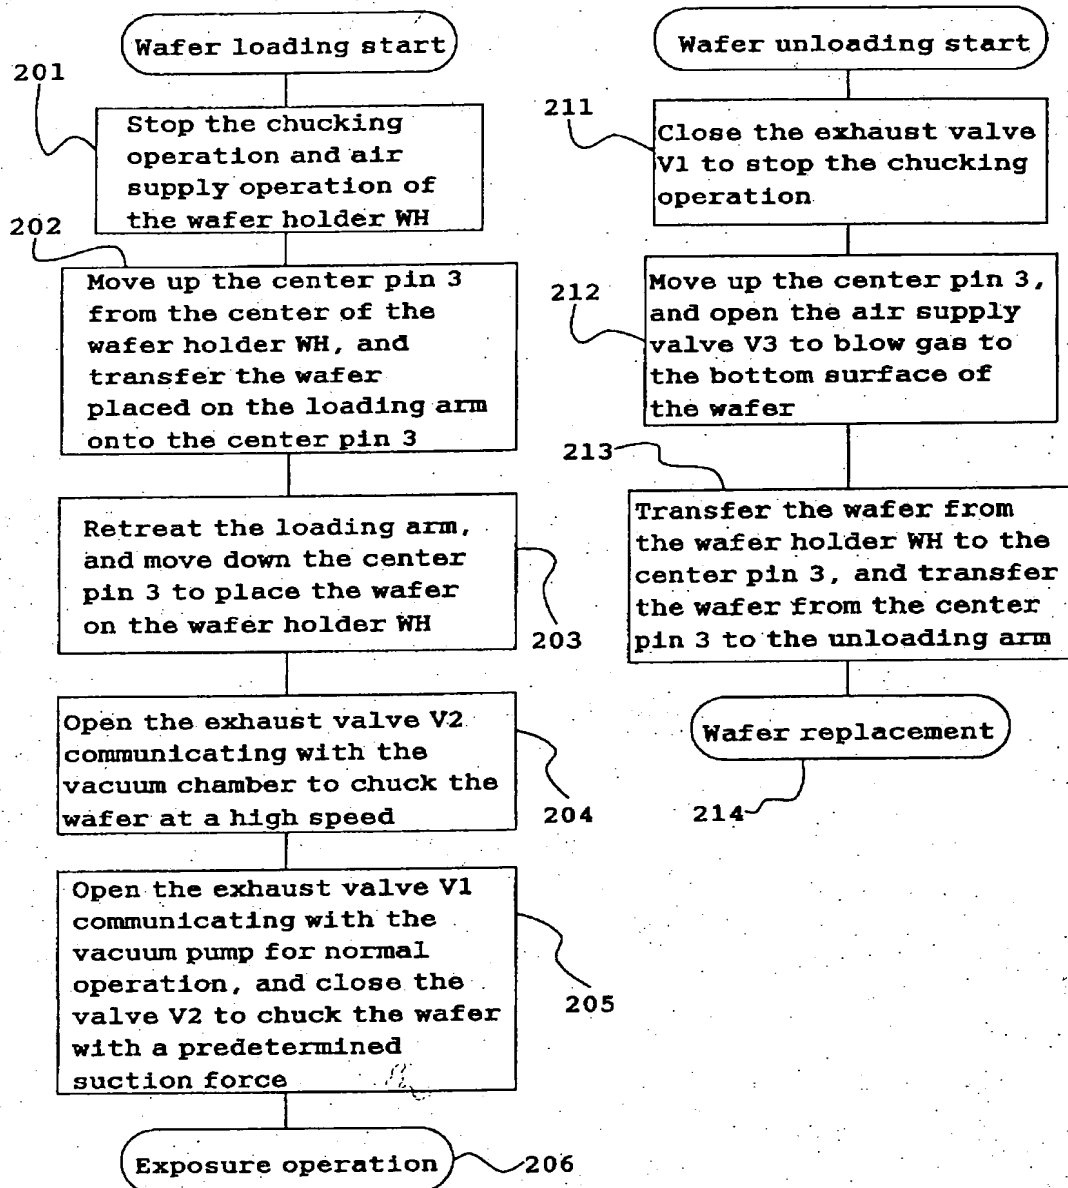 Wafer loading start
201
Stop the chucking
operation and air
supply operation of
the wafer holder WH
202
Move up the center pin 3
from the center of the
wafer holder WH, and
transfer the wafer
placed on the loading arm
onto the center pin 3
Retreat the loading arm,
and move down the center
pin 3 to place the wafer
on the wafer holder WH
203
Open the exhaust valve V2
communicating with the
vacuum chamber to chuck the
wafer at a high speed
204
Open the exhaust valve V1
communicating with the
vacuum pump for normal
operation, and close the
valve V2 to chuck the wafer
with a predetermined
suction force
205
Exposure operation
206
Wafer unloading start
211
Close the exhaust valve
V1 to stop the chucking
operation
212
Move up the center pin 3,
and open the air supply
valve V3 to blow gas to
the bottom surface of
the wafer
213
Transfer the wafer from
the wafer holder WH to the
center pin 3, and transfer
the wafer from the center
pin 3 to the unloading arm
Wafer replacement
214